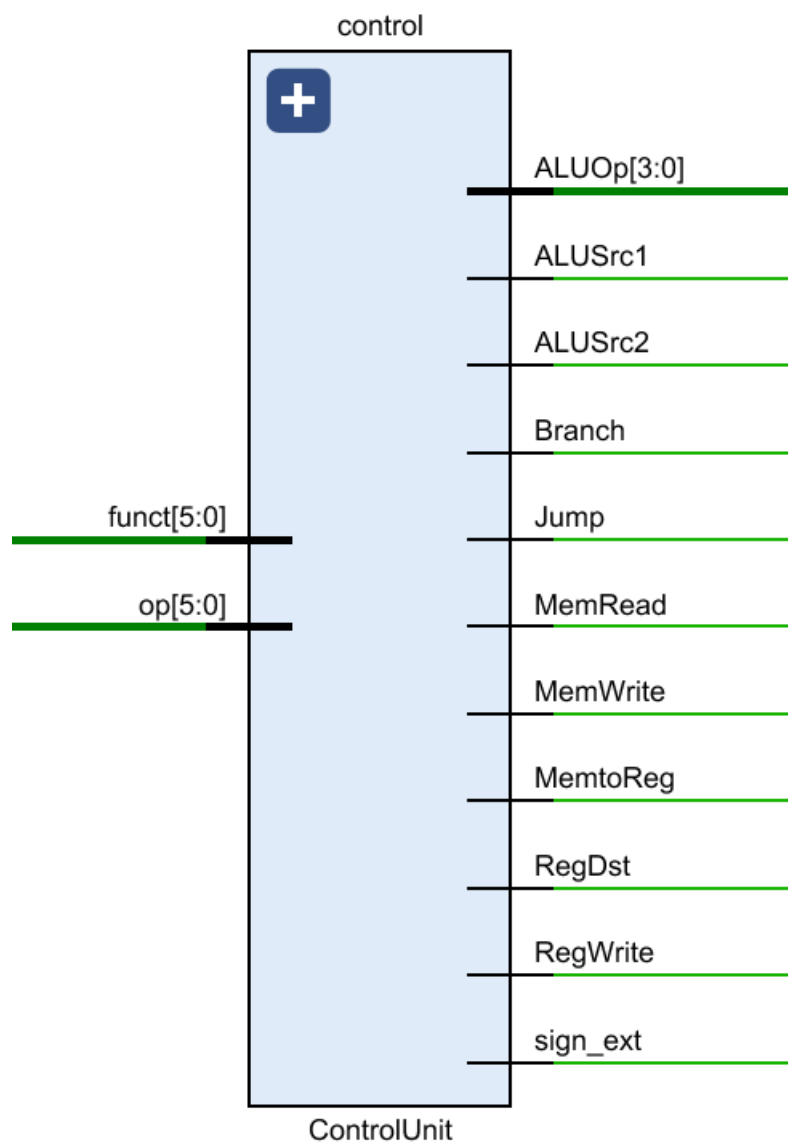 control
ALUOp[3:0]
ALUSrc1
ALUSrc2
Branch
funct[5:0]
Jump
op[5:0]
MemRead
MemWrite
MemtoReg
RegDst
RegWrite
sign_ext
ControlUnit